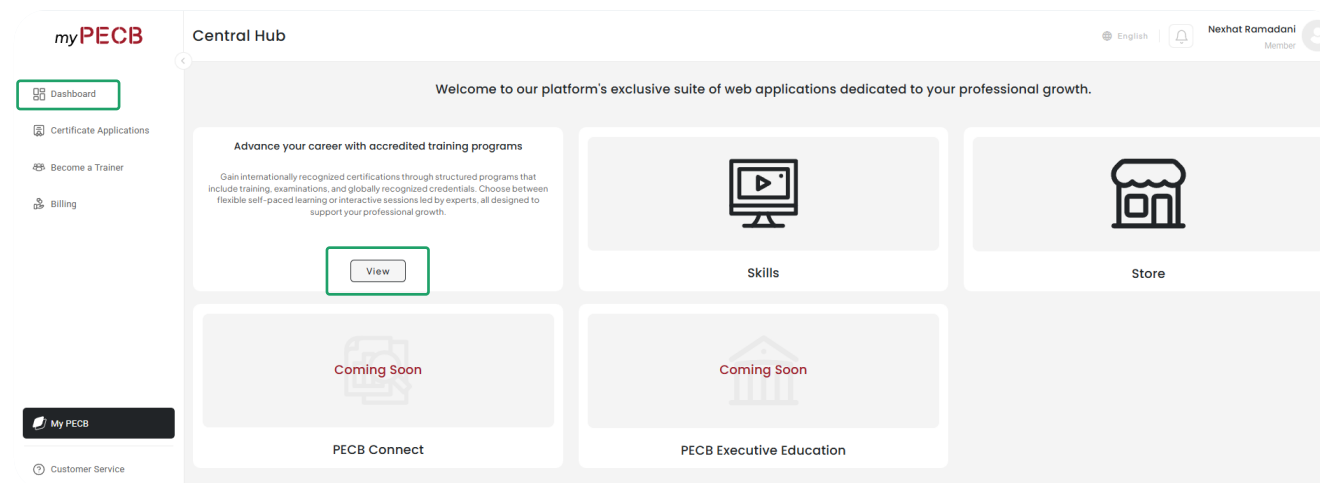 myPECB
Central Hub
English
Nexhat Ramadani
Member
Dashboard
Certificate Applications
Become a Trainer
Billing
My PECB
Customer Service
Welcome to our platform's exclusive suite of web applications dedicated to your professional growth.
Advance your career with accredited training programs
Gain internationally recognized certifications through structured programs that
include training, examinations, and globally recognized credentials. Choose between
flexible self-paced learning or interactive sessions led by experts, all designed to
support your professional growth.
View
Skills
Store
Coming Soon
PECB Connect
Coming Soon
PECB Executive Education